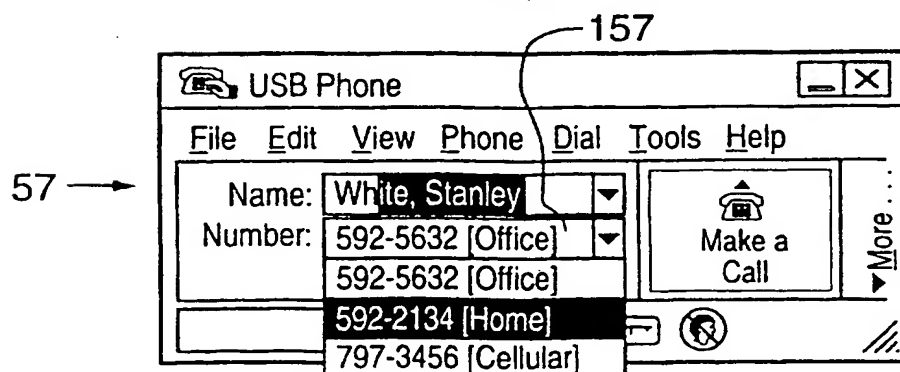 157
USB Phone
File Edit View Phone Dial Tools Help
57
Name: White, Stanley
Number: 592-5632 [Office]
592-5632 [Office]
592-2134 [Home]
797-3456 [Cellular]
Make a
Call
More...